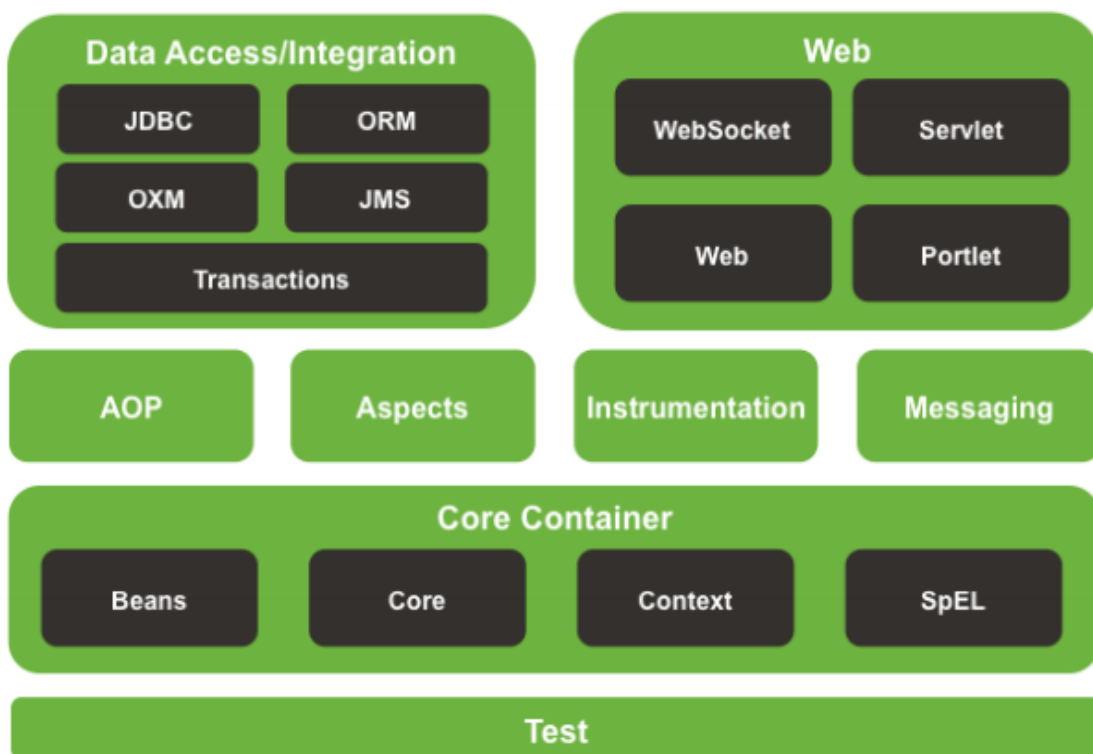 Data Access/Integration
JDBC
ORM
OXM
JMS
Transactions
Web
WebSocket
Servlet
Web
Portlet
AOP
Aspects
Instrumentation
Messaging
Core Container
Beans
Core
Context
SpEL
Test